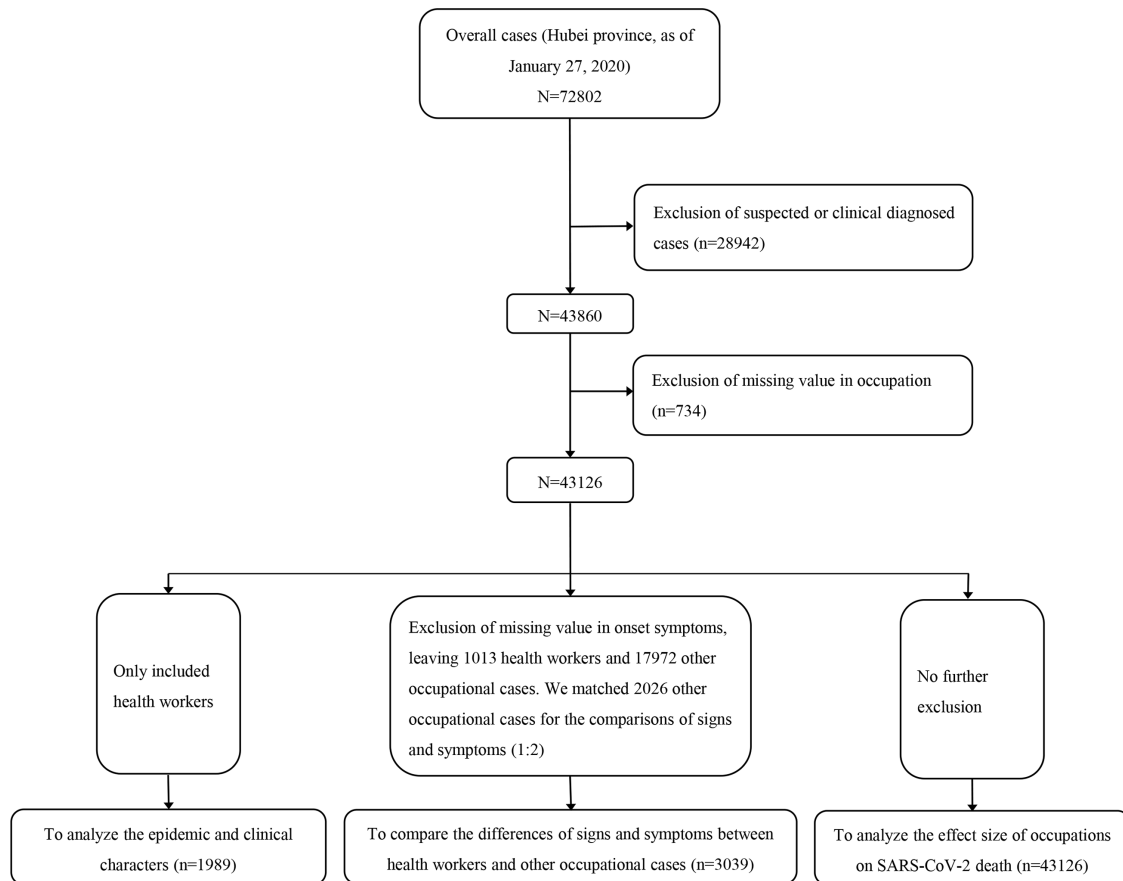 Overall cases (Hubei province, as of
January 27, 2020)
N=72802
Exclusion of suspected or clinical diagnosed
cases (n=28942)
N=43860
Exclusion of missing value in occupation
(n=734)
N=43126
Only included
health workers
Exclusion of missing value in onset symptoms,
leaving 1013 health workers and 17972 other
occupational cases. We matched 2026 other
occupational cases for the comparisons of signs
and symptoms (1:2)
No further
exclusion
To analyze the epidemic and clinical
characters (n=1989)
To compare the differences of signs and symptoms between
health workers and other occupational cases (n=3039)
To analyze the effect size of occupations
on SARS-CoV-2 death (n=43126)